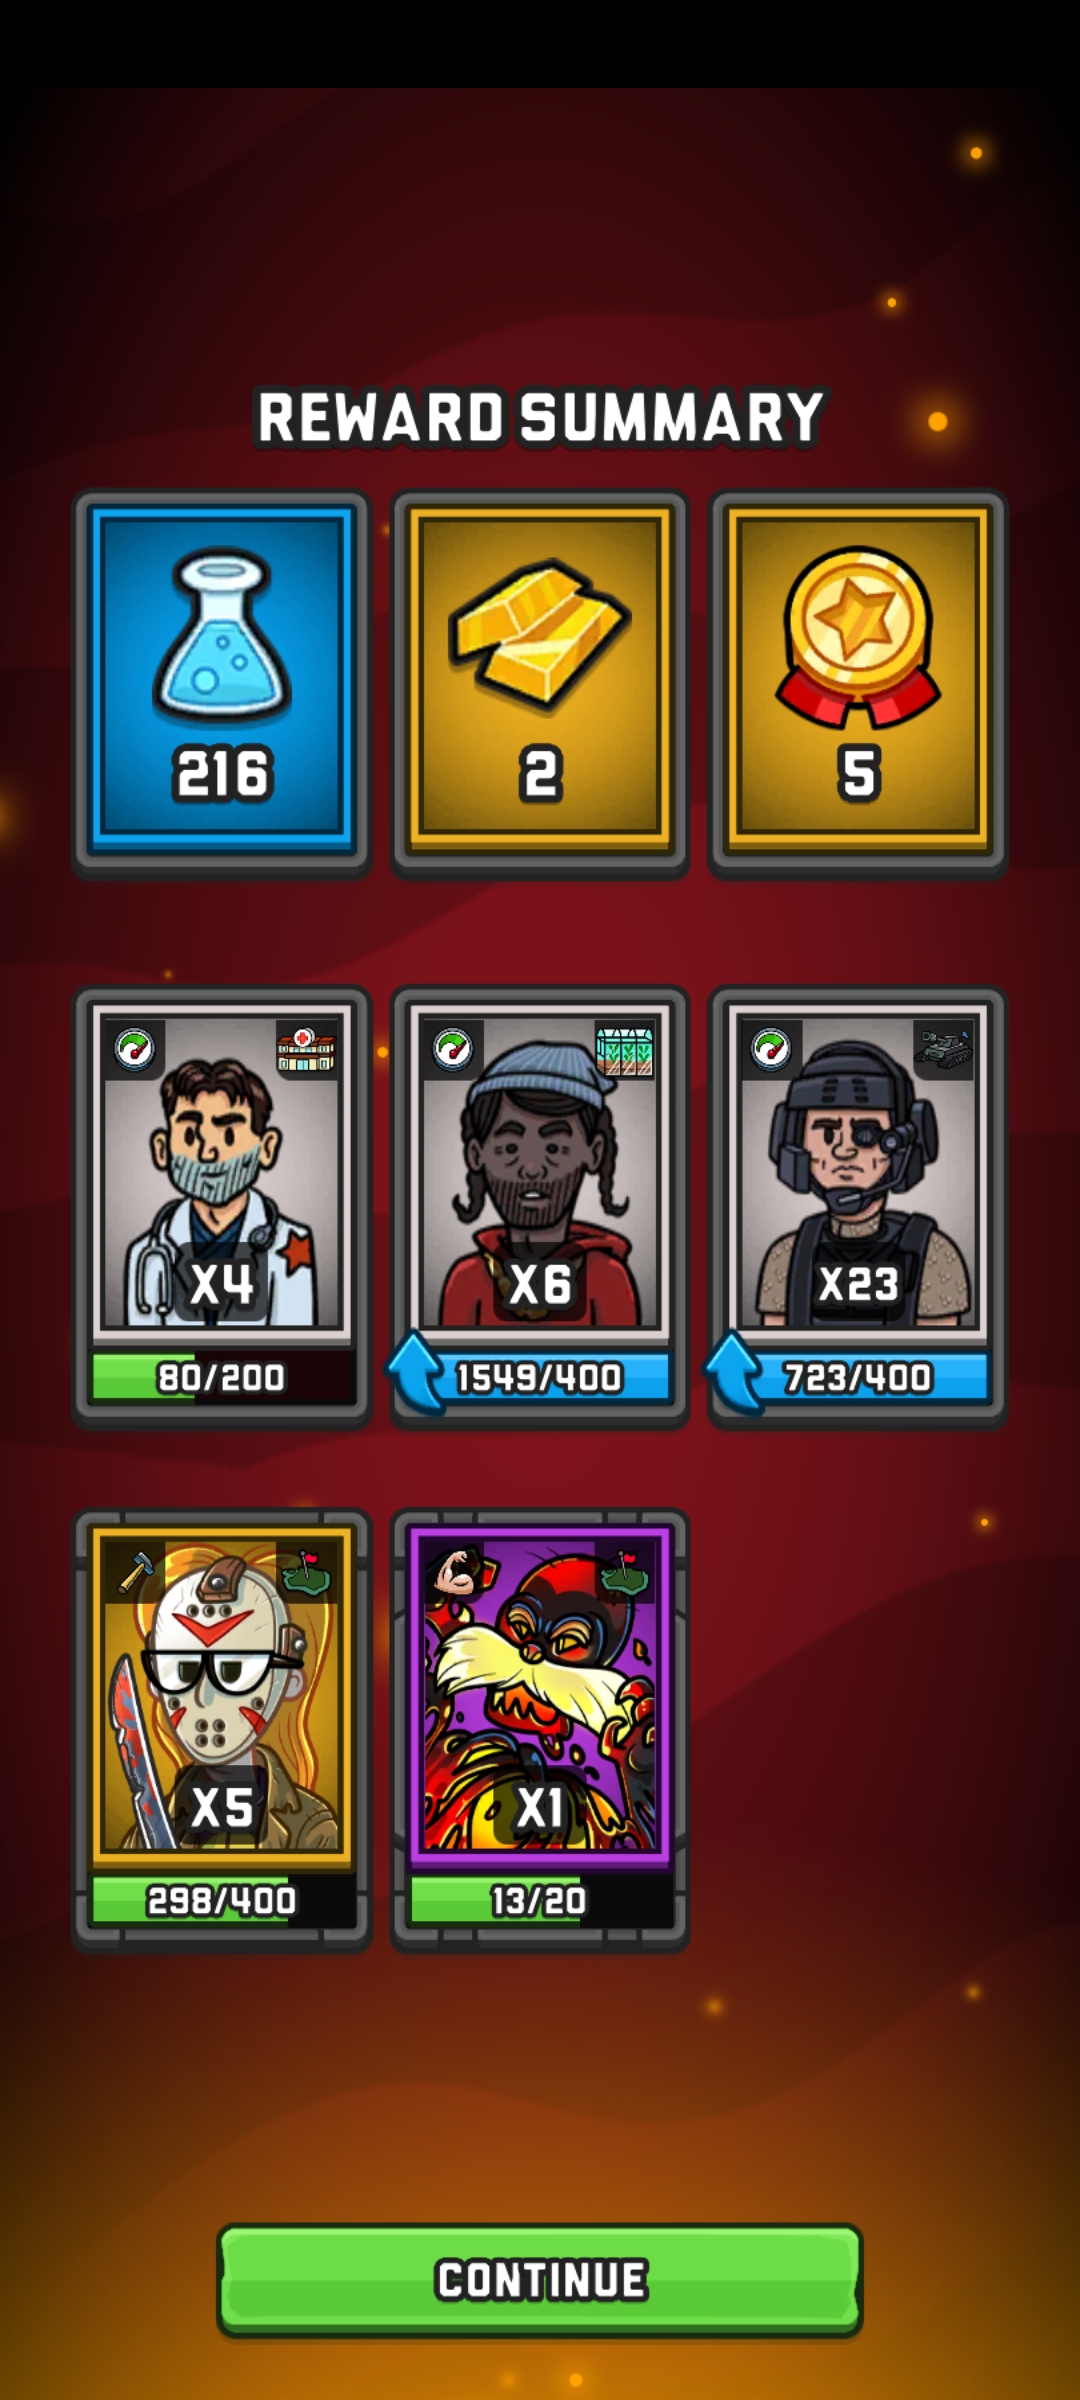 REWARD SUMMARY
216
2
5
X4
X6
X23
80/200
1549/400
723/400
X5
X1
298/400
13/20
CONTINUE